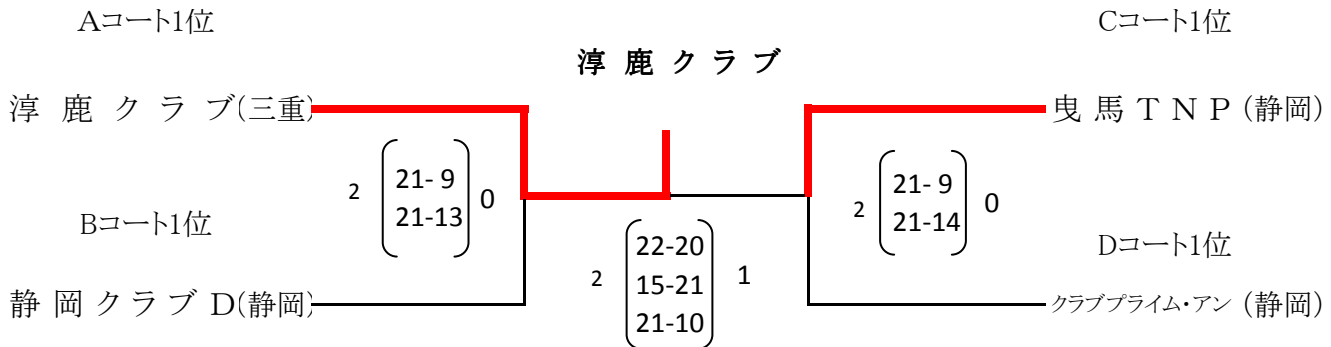 Aコート1位
Cコート1位
淳鹿クラブ
淳鹿クラブ(三重)
曳馬TNP(静岡)
2 21-9 0
21-13
2 21-9 0
21-14
Bコート1位
Dコート1位
22-20
2 15-21 1
21-10
静岡クラブD(静岡)
クラブプライム・アン(静岡)